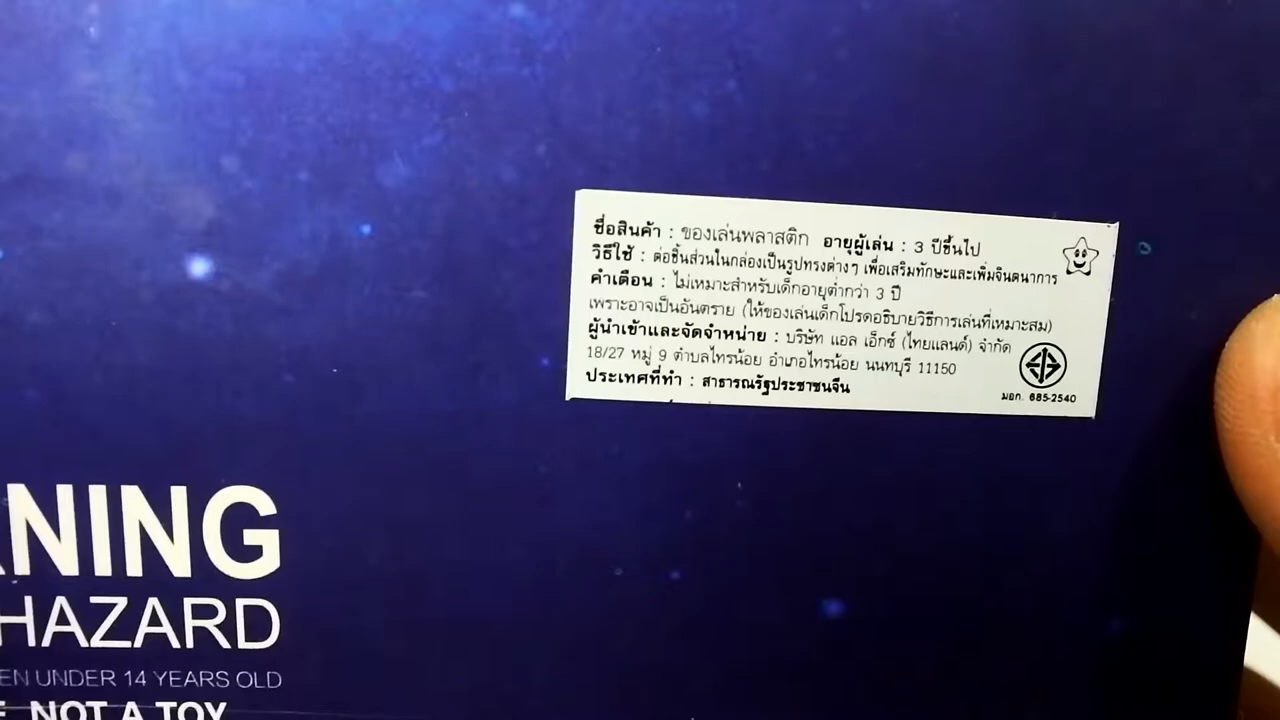 ชื่อสินค้า : ของเล่นพลาสติก อายุผู้เล่น : 3 ปีขึ้นไป
วิธีใช้ : ต่อชิ้นส่วนในกล่องเป็นรูปทรงต่างๆ เพื่อเสริมทักษะและเพิ่มจินตนาการ
คำเตือน : ไม่เหมาะสำหรับเด็กอายุต่ำกว่า 3 ปี
เพราะอาจเป็นอันตราย (ให้ของเล่นเด็กโปรดอธิบายวิธีการเล่นที่เหมาะสม)
ผู้นำเข้าและจัดจำหน่าย : บริษัท แอล เอ็กซ์ (ไทยแลนด์) จำกัด
18/27 หมู่ 9 ตำบลไทรน้อย อำเภอไทรน้อย นนทบุรี 11150
ประเทศที่ทำ : สาธารณรัฐประชาชนจีน
มอก. 685-2540
NING
HAZARD
EN UNDER 14 YEARS OLD
NOT A TOY